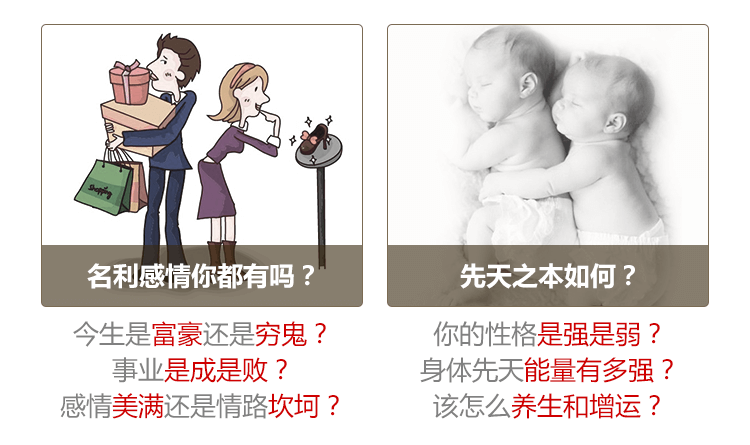 Shopping
名利感情你都有吗？
今生是富豪还是穷鬼？
事业是成是败？
感情美满还是情路坎坷？
先天之本如何？
你的性格是强是弱？
身体先天能量有多强？
该怎么养生和增运？